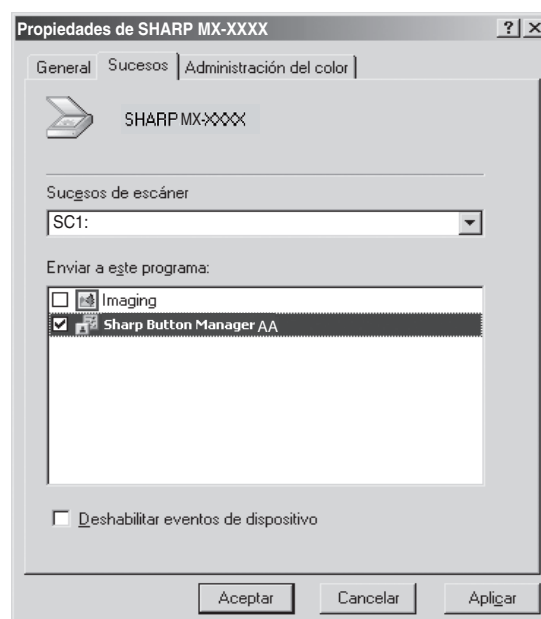 Propiedades de SHARP MX-XXXX ? ×
General Sucesos Administración del color
SHARP MX-XXXX
Sucesos de escáner
SC1:
Enviar a este programa:
Imaging
Sharp Button Manager AA
Deshabilitar eventos de dispositivo
Aceptar Cancelar Aplicar